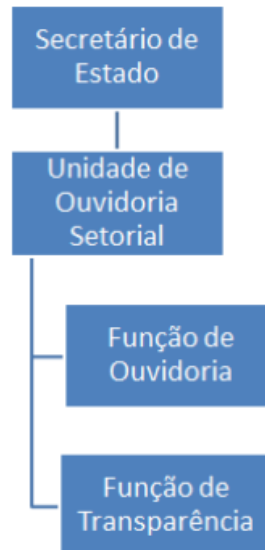 Secretário de
Estado
Unidade de
Ouvidoria
Setorial
Função de
Ouvidoria
Função de
Transparência